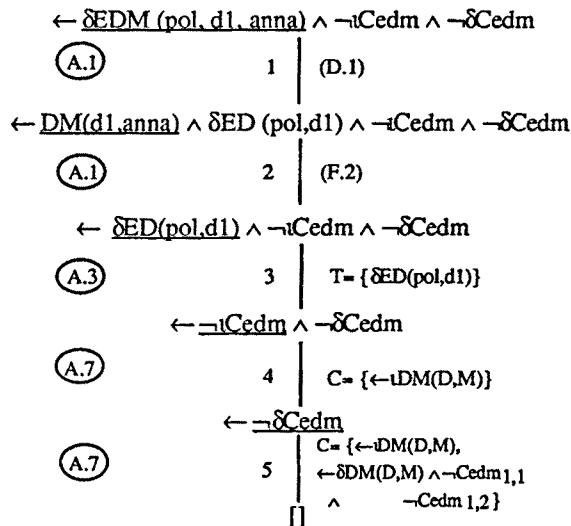 ← δEDM (pol, d1, anna) ∧ ¬ιCedm ∧ ¬δCedm
A.1 1 (D.1)
← DM(d1,anna) ∧ δED (pol,d1) ∧ ¬ιCedm ∧ ¬δCedm
A.1 2 (F.2)
← δED(pol,d1) ∧ ¬ιCedm ∧ ¬δCedm
A.3 3 T= {δED(pol,d1)}
← ¬ιCedm ∧ ¬δCedm
A.7 4 C= {←ιDM(D,M)}
← ¬δCedm
C= {←ιDM(D,M),
A.7 5 ←δDM(D,M) ∧¬Cedm1,1
∧ ¬Cedm1,2}
[]